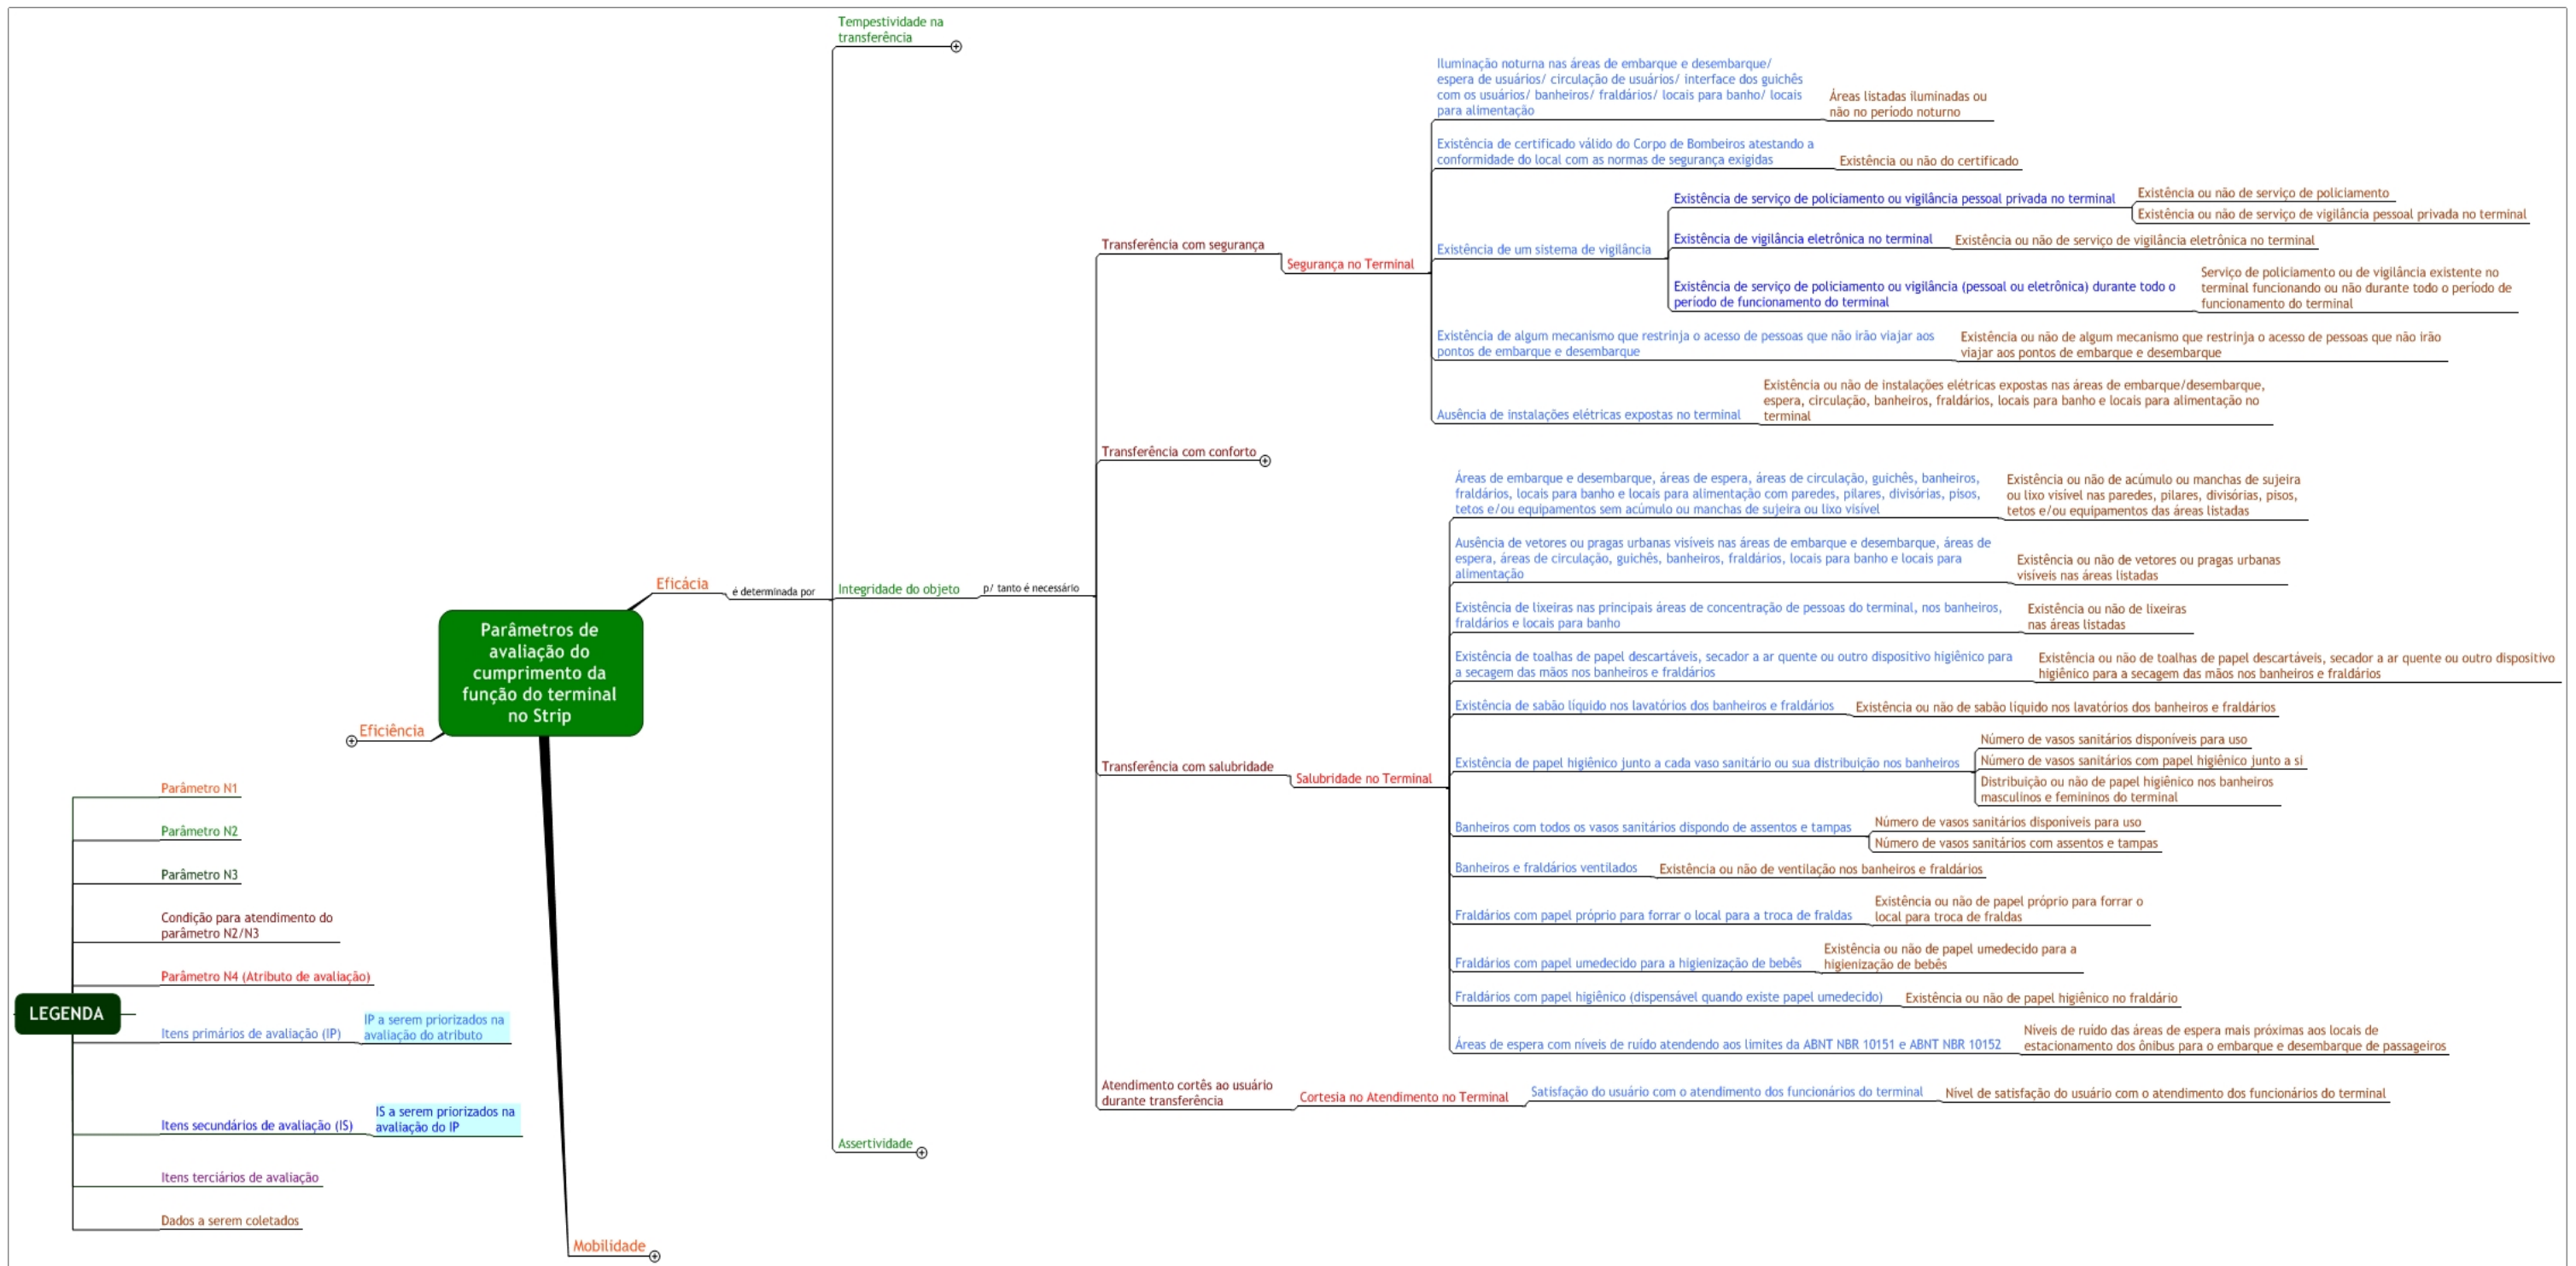 Parâmetros de
avaliação do
cumprimento da
função do terminal
no Strip
Eficácia
é determinada por
Tempestividade na
transferência
Integridade do objeto
p/ tanto é necessário
Transferência com segurança
Segurança no Terminal
Iluminação noturna nas áreas de embarque e desembarque/
espera de usuários/ circulação de usuários/ interface dos guichês
com os usuários/ banheiros/ fraldários/ locais para banho/ locais
para alimentação
Áreas listadas iluminadas ou
não no período noturno
Existência de certificado válido do Corpo de Bombeiros atestando a
conformidade do local com as normas de segurança exigidas
Existência ou não do certificado
Existência de um sistema de vigilância
Existência de serviço de policiamento ou vigilância pessoal privada no terminal
Existência ou não de serviço de policiamento
Existência ou não de serviço de vigilância pessoal privada no terminal
Existência de vigilância eletrônica no terminal
Existência ou não de serviço de vigilância eletrônica no terminal
Existência de serviço de policiamento ou vigilância (pessoal ou eletrônica) durante todo o
período de funcionamento do terminal
Serviço de policiamento ou de vigilância existente no
terminal funcionando ou não durante todo o período de
funcionamento do terminal
Existência de algum mecanismo que restrinja o acesso de pessoas que não irão viajar aos
pontos de embarque e desembarque
Existência ou não de algum mecanismo que restrinja o acesso de pessoas que não irão
viajar aos pontos de embarque e desembarque
Ausência de instalações elétricas expostas no terminal
Existência ou não de instalações elétricas expostas nas áreas de embarque/desembarque,
espera, circulação, banheiros, fraldários, locais para banho e locais para alimentação no
terminal
Transferência com conforto
Transferência com salubridade
Salubridade no Terminal
Áreas de embarque e desembarque, áreas de espera, áreas de circulação, guichês, banheiros,
fraldários, locais para banho e locais para alimentação com paredes, pilares, divisórias, pisos,
tetos e/ou equipamentos sem acúmulo ou manchas de sujeira ou lixo visível
Existência ou não de acúmulo ou manchas de sujeira
ou lixo visível nas paredes, pilares, divisórias, pisos,
tetos e/ou equipamentos das áreas listadas
Ausência de vetores ou pragas urbanas visíveis nas áreas de embarque e desembarque, áreas de
espera, áreas de circulação, guichês, banheiros, fraldários, locais para banho e locais para
alimentação
Existência ou não de vetores ou pragas urbanas
visíveis nas áreas listadas
Existência de lixeiras nas principais áreas de concentração de pessoas do terminal, nos banheiros,
fraldários e locais para banho
Existência ou não de lixeiras
nas áreas listadas
Existência de toalhas de papel descartáveis, secador a ar quente ou outro dispositivo higiênico para
a secagem das mãos nos banheiros e fraldários
Existência ou não de toalhas de papel descartáveis, secador a ar quente ou outro dispositivo
higiênico para a secagem das mãos nos banheiros e fraldários
Existência de sabão líquido nos lavatórios dos banheiros e fraldários
Existência ou não de sabão líquido nos lavatórios dos banheiros e fraldários
Existência de papel higiênico junto a cada vaso sanitário ou sua distribuição nos banheiros
Número de vasos sanitários disponíveis para uso
Número de vasos sanitários com papel higiênico junto a si
Distribuição ou não de papel higiênico nos banheiros
masculinos e femininos do terminal
Banheiros com todos os vasos sanitários dispondo de assentos e tampas
Número de vasos sanitários disponíveis para uso
Número de vasos sanitários com assentos e tampas
Banheiros e fraldários ventilados
Existência ou não de ventilação nos banheiros e fraldários
Fraldários com papel próprio para forrar o local para a troca de fraldas
Existência ou não de papel próprio para forrar o
local para troca de fraldas
Fraldários com papel umedecido para a higienização de bebês
Existência ou não de papel umedecido para a
higienização de bebês
Fraldários com papel higiênico (dispensável quando existe papel umedecido)
Existência ou não de papel higiênico no fraldário
Áreas de espera com níveis de ruído atendendo aos limites da ABNT NBR 10151 e ABNT NBR 10152
Níveis de ruído das áreas de espera mais próximas aos locais de
estacionamento dos ônibus para o embarque e desembarque de passageiros
Atendimento cortês ao usuário
durante transferência
Cortesia no Atendimento no Terminal
Satisfação do usuário com o atendimento dos funcionários do terminal
Nível de satisfação do usuário com o atendimento dos funcionários do terminal
Assertividade
Eficiência
Mobilidade
LEGENDA
Parâmetro N1
Parâmetro N2
Parâmetro N3
Condição para atendimento do
parâmetro N2/N3
Parâmetro N4 (Atributo de avaliação)
Itens primários de avaliação (IP)
IP a serem priorizados na
avaliação do atributo
Itens secundários de avaliação (IS)
IS a serem priorizados na
avaliação do IP
Itens terciários de avaliação
Dados a serem coletados